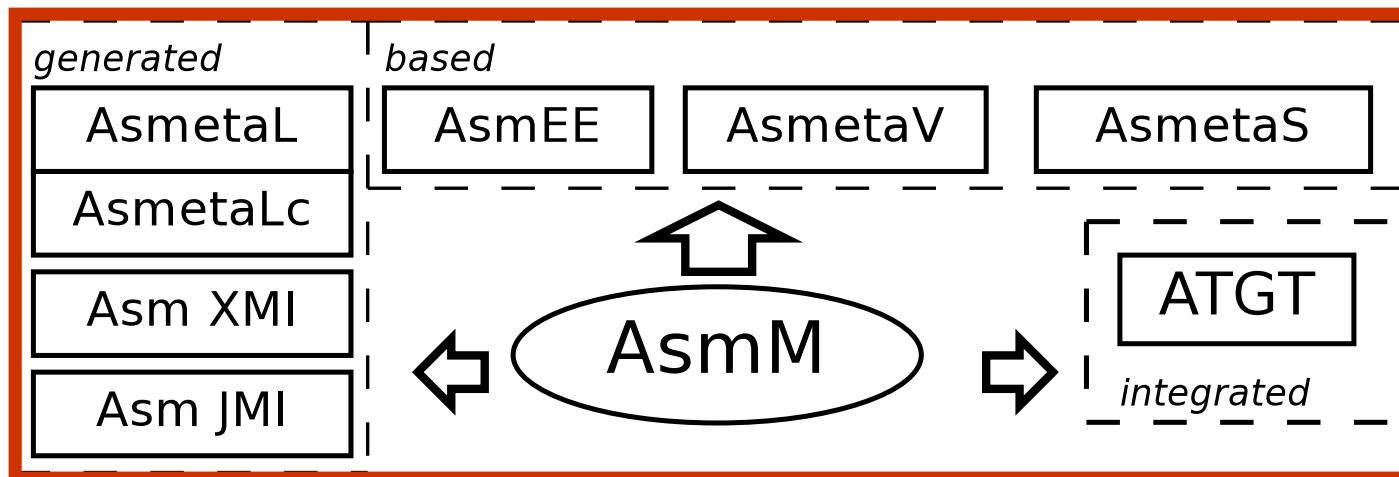 generated
AsmetaL
AsmetaLc
Asm XMI
Asm JMI
based
AsmEE
AsmetaV
AsmetaS
AsmM
ATGT
integrated